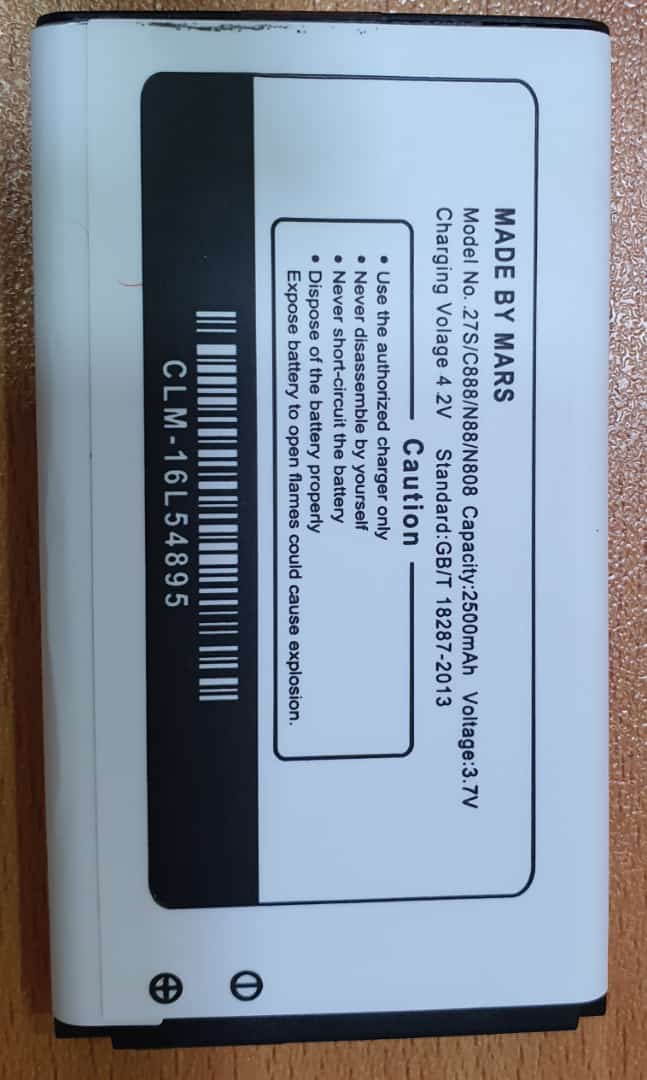 MADE BY MARS
Model No. .27S/C888/N88/N808 Capacity:2500mAh Voltage:3.7V
Charging Volage 4 2V Standard:GB/T 18287-2013
Caution
• Use the authorized charger only
• Never disassemble by yourself
• Never short-circuit the battery
• Dispose of the battery properly
Expose battery to open flames could cause explosion.
CLM-16L54895